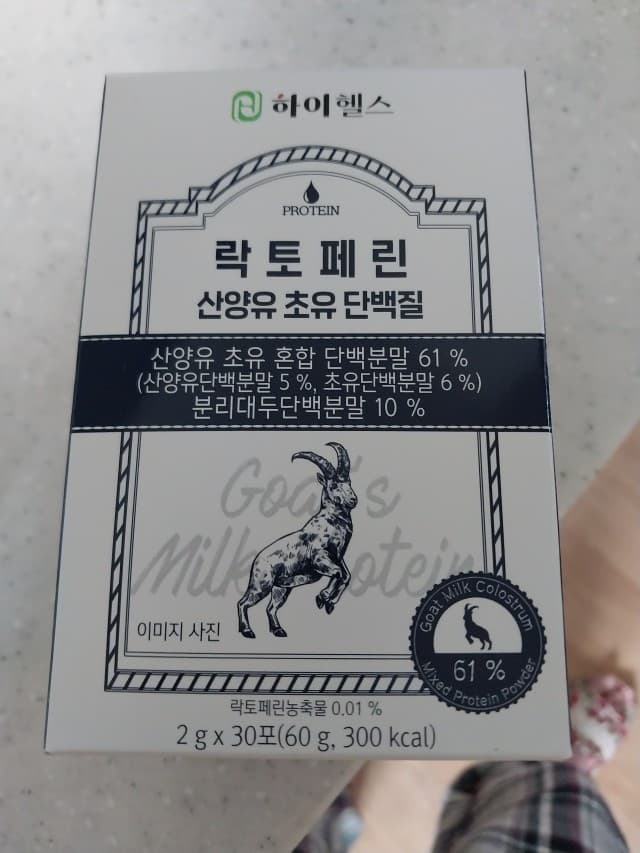 하이헬스
PROTEIN
락토페린
산양유 초유 단백질
산양유 초유 혼합 단백분말 61 %
(산양유단백분말 5 %, 초유단백분말 6 %)
분리대두단백분말 10 %
Goat's
Milk Protein
이미지 사진
Goat Milk Colostrum
61 %
Mixed Protein Powder
락토페린농축물 0.01 %
2 g x 30포(60 g, 300 kcal)